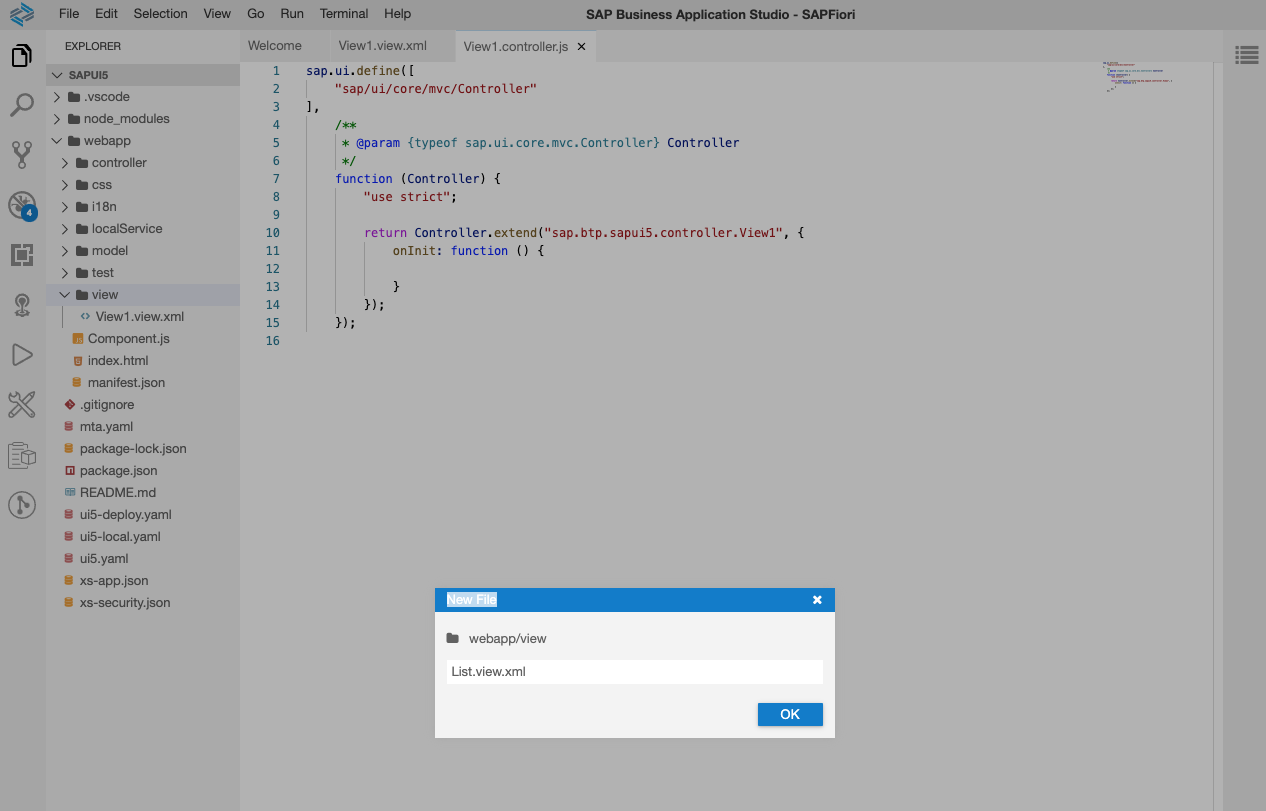 File Edit Selection View Go Run Terminal Help
SAP Business Application Studio - SAPFiori
EXPLORER
SAPUI5
.vscode
node_modules
webapp
controller
css
i18n
localService
model
test
view
View1.view.xml
Component.js
index.html
manifest.json
.gitignore
mta.yaml
package-lock.json
package.json
README.md
ui5-deploy.yaml
ui5-local.yaml
ui5.yaml
xs-app.json
xs-security.json
4
Welcome View1.view.xml View1.controller.js
1 sap.ui.define([
2 "sap/ui/core/mvc/Controller"
3 ],
4 /**
5 * @param {typeof sap.ui.core.mvc.Controller} Controller
6 */
7 function (Controller) {
8 "use strict";
9
10 return Controller.extend("sap.btp.sapui5.controller.View1", {
11 onInit: function () {
12
13 }
14 });
15 });
16
New File
webapp/view
List.view.xml
OK